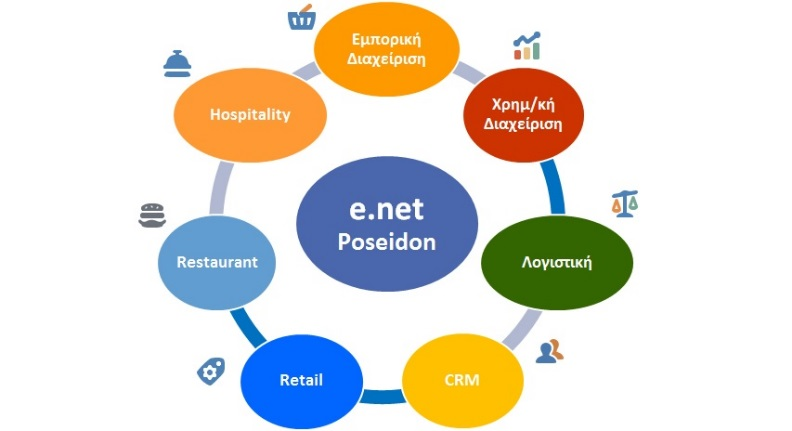 Εμπορική
Διαχείριση
Χρημ/κή
Διαχείριση
Λογιστική
CRM
Retail
Restaurant
Hospitality
e.net
Poseidon